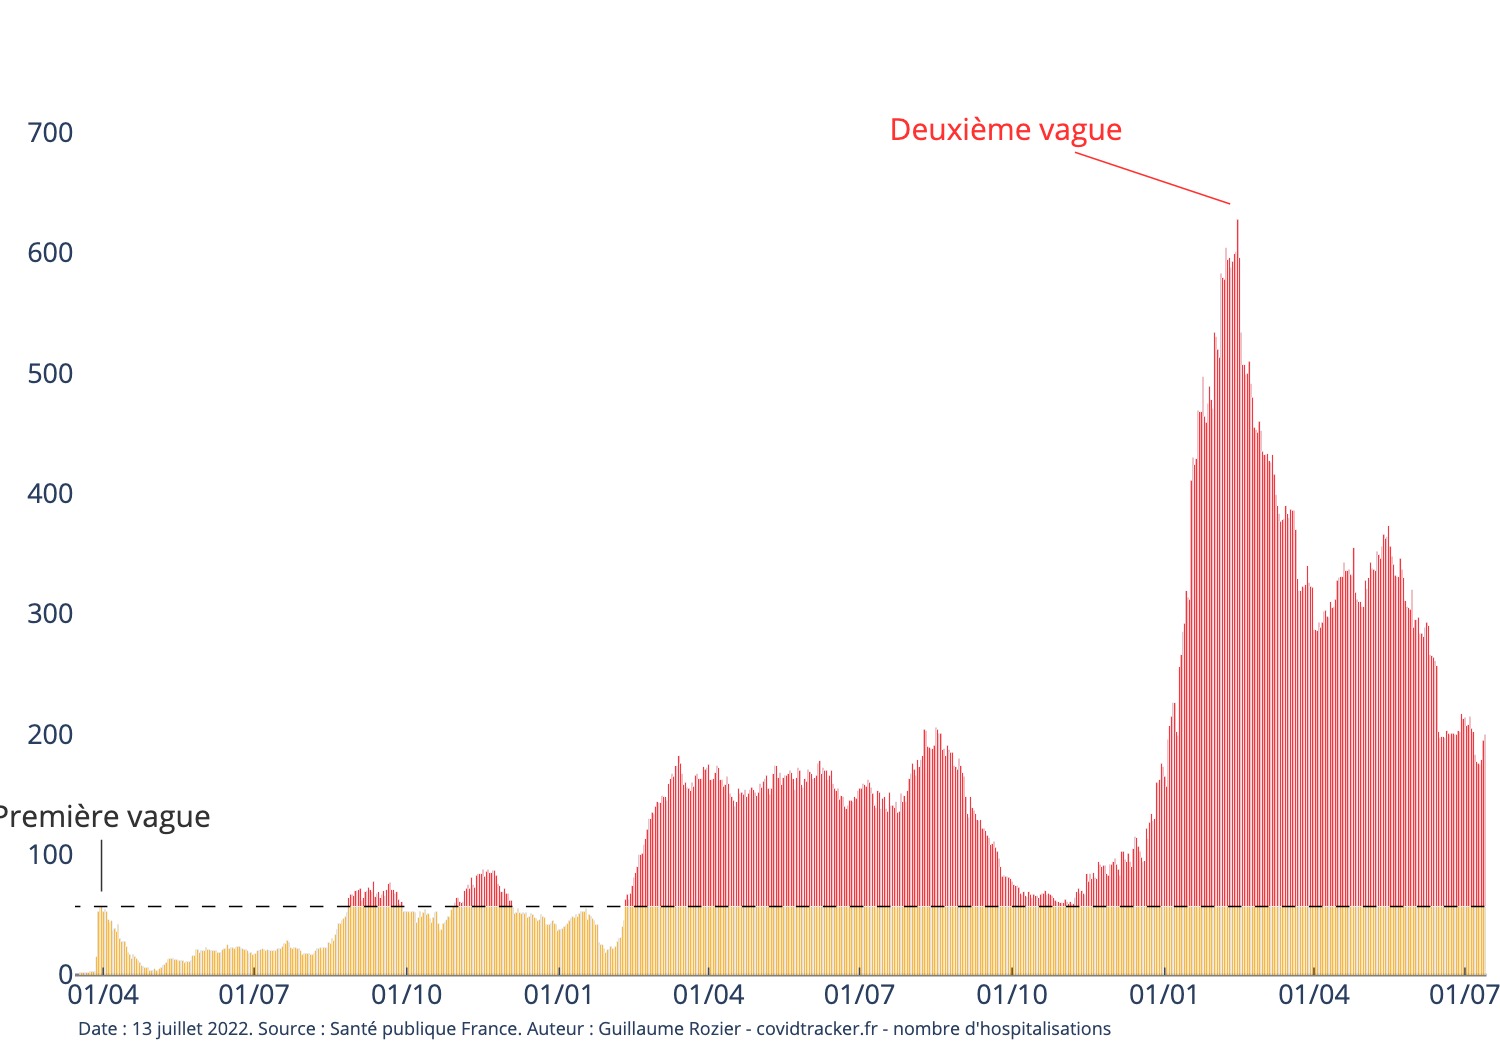 Deuxième vague
700
600
500
400
300
200
Première vague
100
0
01/04 01/07 01/10 01/01 01/04 01/07 01/10 01/01 01/04 01/07
Date : 13 juillet 2022. Source : Santé publique France. Auteur : Guillaume Rozier - covidtracker.fr - nombre d'hospitalisations